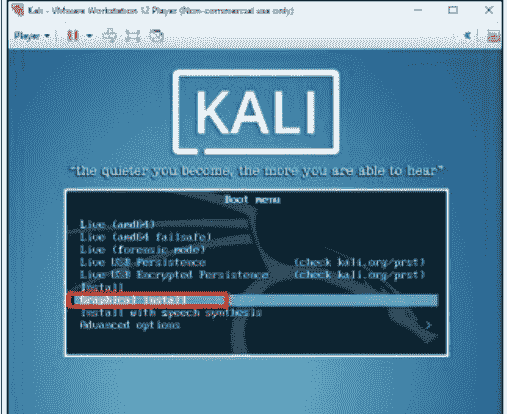 Kali - VMware Workstation 12 Player (Non-commercial use only)
Player
KALI
"the quieter you become, the more you are able to hear"
Boot menu
Live (amd64)
Live (amd64 failsafe)
Live (forensic mode)
Live USB Persistence (check kali.org/prst)
Live USB Encrypted Persistence (check kali.org/prst)
Install
Graphical install
Install with speech synthesis
Advanced options >